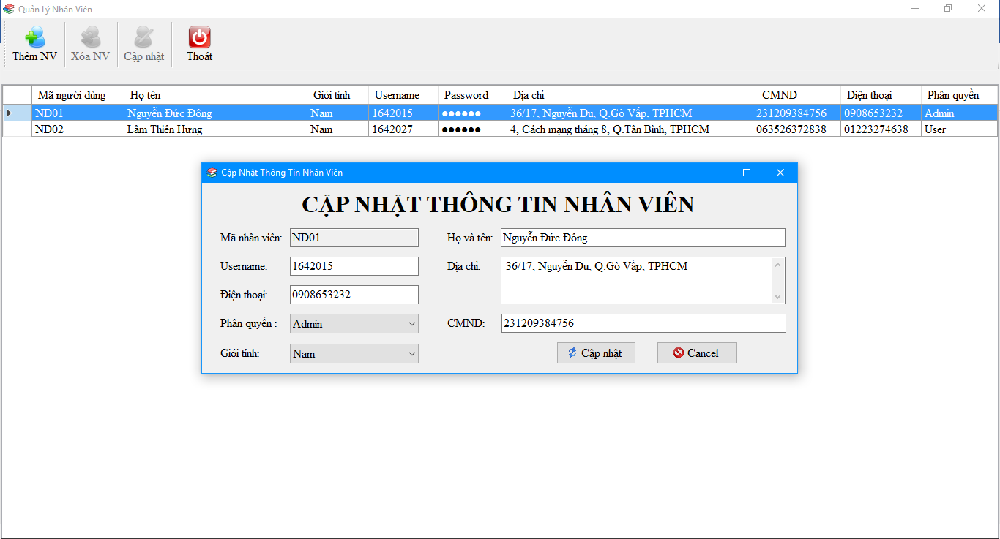 Quản Lý Nhân Viên
Thêm NV Xóa NV Cập nhật Thoát
Mã người dùng Họ tên Giới tính Username Password Địa chỉ CMND Điện thoại Phân quyền
ND01 Nguyễn Đức Đông Nam 1642015 ●●●●●● 36/17, Nguyễn Du, Q.Gò Vấp, TPHCM 231209384756 0908653232 Admin
ND02 Lâm Thiên Hưng Nam 1642027 ●●●●●● 4, Cách mạng tháng 8, Q.Tân Bình, TPHCM 063526372838 01223274638 User
Cập Nhật Thông Tin Nhân Viên
CẬP NHẬT THÔNG TIN NHÂN VIÊN
Mã nhân viên: ND01 Họ và tên: Nguyễn Đức Đông
Username: 1642015 Địa chỉ: 36/17, Nguyễn Du, Q.Gò Vấp, TPHCM
Điện thoại: 0908653232
Phân quyền : Admin CMND: 231209384756
Giới tính: Nam Cập nhật Cancel